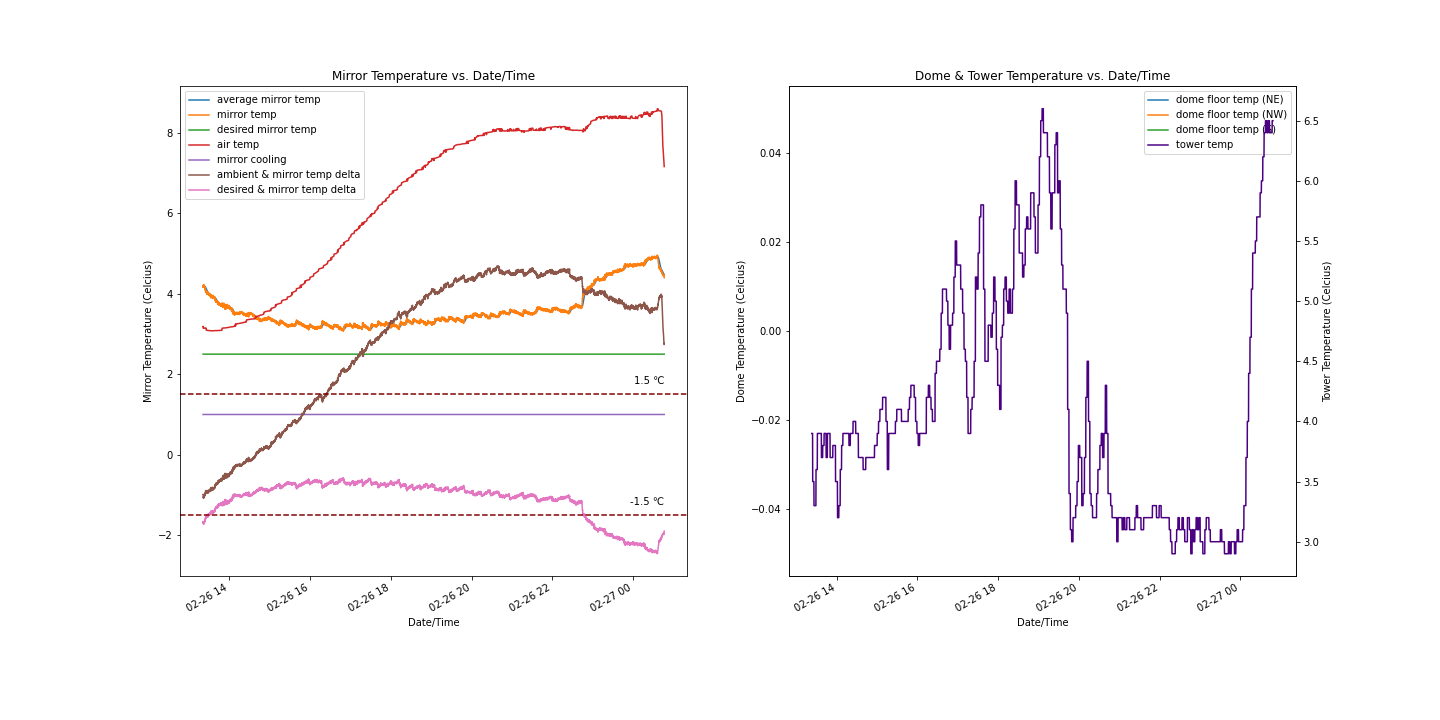 Mirror Temperature vs. Date/Time
average mirror temp
mirror temp
desired mirror temp
air temp
mirror cooling
ambient & mirror temp delta
desired & mirror temp delta
Mirror Temperature (Celcius)
8
6
4
2
0
−2
1.5 °C
-1.5 °C
02-26 14
02-26 16
02-26 18
02-26 20
02-26 22
02-27 00
Date/Time
Dome & Tower Temperature vs. Date/Time
dome floor temp (NE)
dome floor temp (NW)
dome floor temp
tower temp
Dome Temperature (Celcius)
0.04
0.02
0.00
−0.02
−0.04
6.5
6.0
5.5
5.0
4.5
4.0
3.5
3.0
Tower Temperature (Celcius)
02-26 14
02-26 16
02-26 18
02-26 20
02-26 22
02-27 00
Date/Time